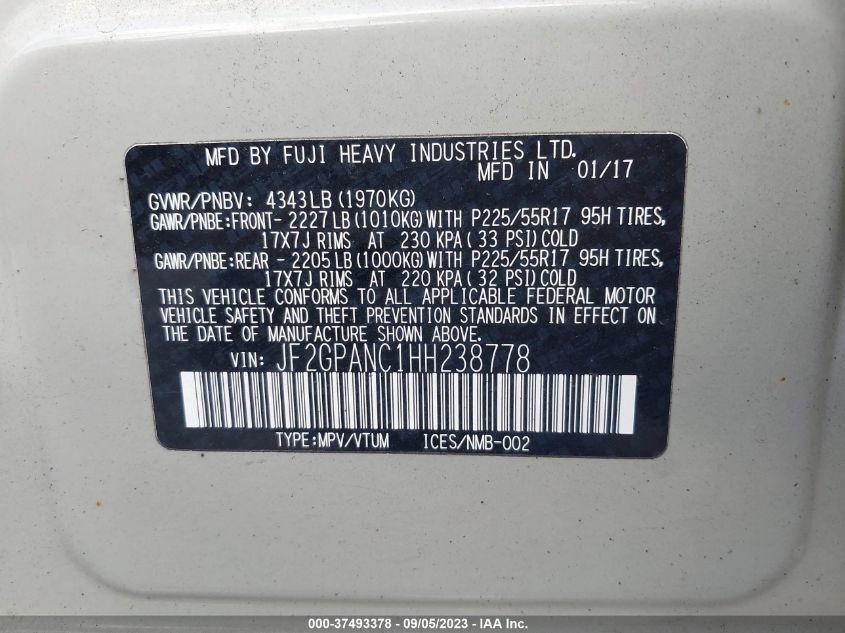 MFD BY FUJI HEAVY INDUSTRIES LTD.
MFD IN 01/17
GVWR/PNBV: 4343LB(1970KG)
GAWR/PNBE:FRONT- 2227LB(1010KG)WITH P225/55R17 95H TIRES,
17X7J RIMS AT 230 KPA( 33 PSI)COLD
GAWR/PNBE:REAR - 2205LB(1000KG)WITH P225/55R17 95H TIRES,
17X7J RIMS AT 220 KPA( 32 PSI)COLD
THIS VEHICLE CONFORMS TO ALL APPLICABLE FEDERAL MOTOR
VEHICLE SAFETY AND THEFT PREVENTION STANDARDS IN EFFECT ON
THE DATE OF MANUFACTURE SHOWN ABOVE.
VIN: JF2GPANC1HH238778
TYPE:MPV/VTUM ICES/NMB-002
000-37493378 - 09/05/2023 - © IAA Inc.